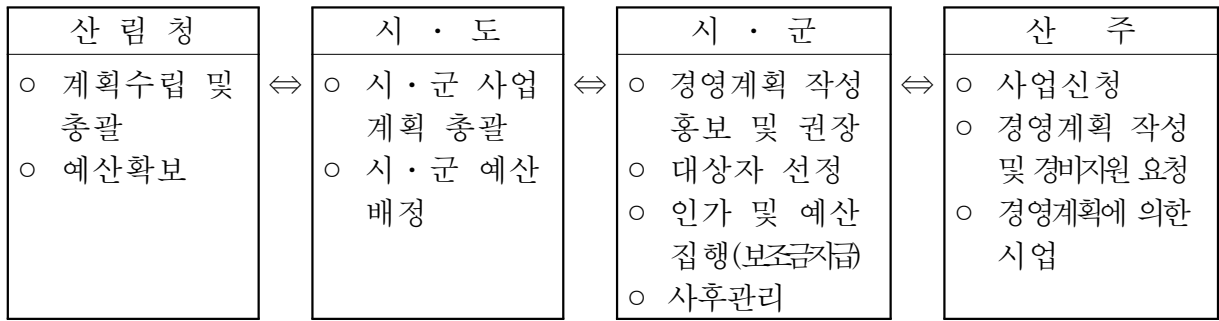 산 림 청
○ 계획수립 및
총괄
○ 예산확보
⇔
시 · 도
○ 시·군 사업
계획 총괄
○ 시·군 예산
배정
⇔
시 · 군
○ 경영계획 작성
홍보 및 권장
○ 대상자 선정
○ 인가 및 예산
집행(보조금지급)
○ 사후관리
⇔
산 주
○ 사업신청
○ 경영계획 작성
및 경비지원 요청
○ 경영계획에 의한
시업